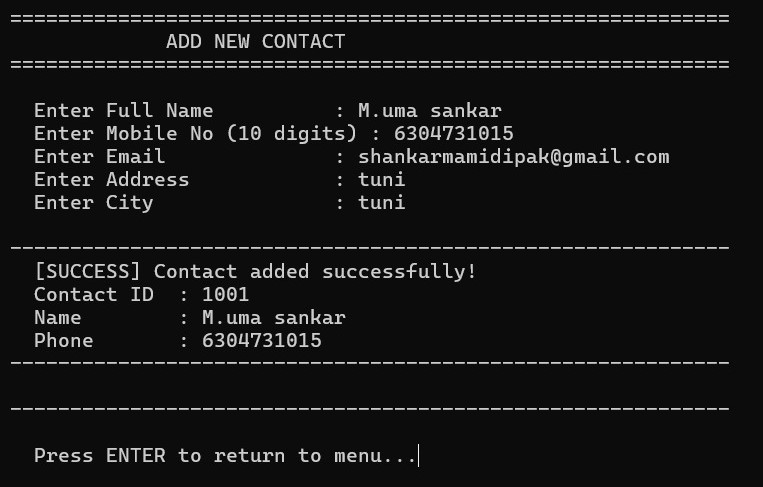 ============================================================
ADD NEW CONTACT
============================================================
Enter Full Name : M.uma sankar
Enter Mobile No (10 digits) : 6304731015
Enter Email : shankarmamidipak@gmail.com
Enter Address : tuni
Enter City : tuni
------------------------------------------------------------
[SUCCESS] Contact added successfully!
Contact ID : 1001
Name : M.uma sankar
Phone : 6304731015
------------------------------------------------------------
------------------------------------------------------------
Press ENTER to return to menu...